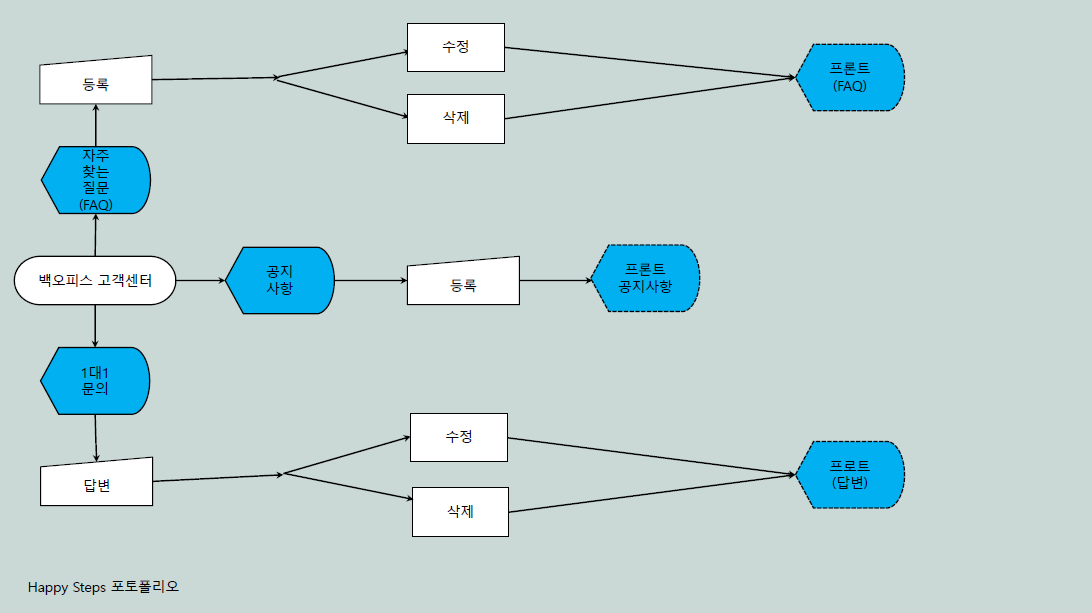 수정
등록
삭제
프론트
(FAQ)
자주
찾는
질문
(FAQ)
백오피스 고객센터
공지
사항
등록
프론트
공지사항
1대1
문의
답변
수정
삭제
프로트
(답변)
Happy Steps 포토폴리오